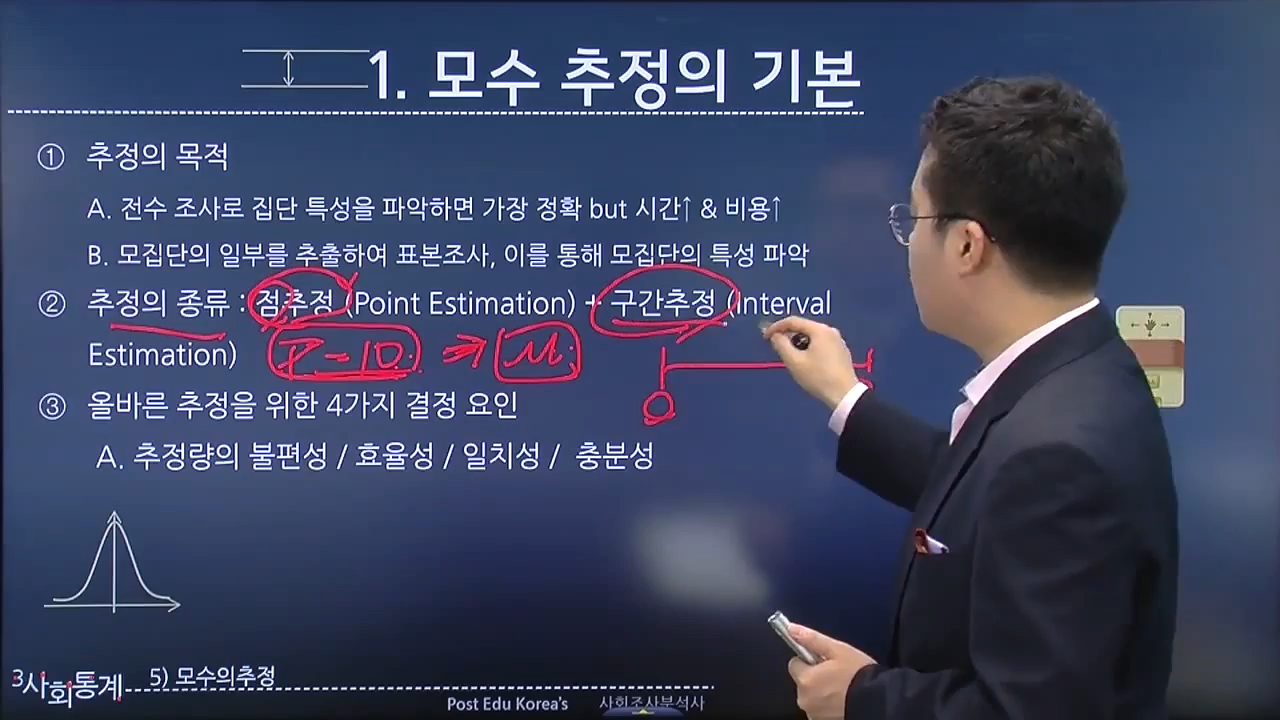 1. 모수 추정의 기본
① 추정의 목적
A. 전수 조사로 집단 특성을 파악하면 가장 정확 but 시간↑ & 비용↑
B. 모집단의 일부를 추출하여 표본조사, 이를 통해 모집단의 특성 파악
② 추정의 종류 : 점추정 (Point Estimation) + 구간추정 (Interval
Estimation)
③ 올바른 추정을 위한 4가지 결정 요인
A. 추정량의 불편성 / 효율성 / 일치성 / 충분성
3사회통계
5) 모수의추정
Post Edu Korea's 사회조사분석사